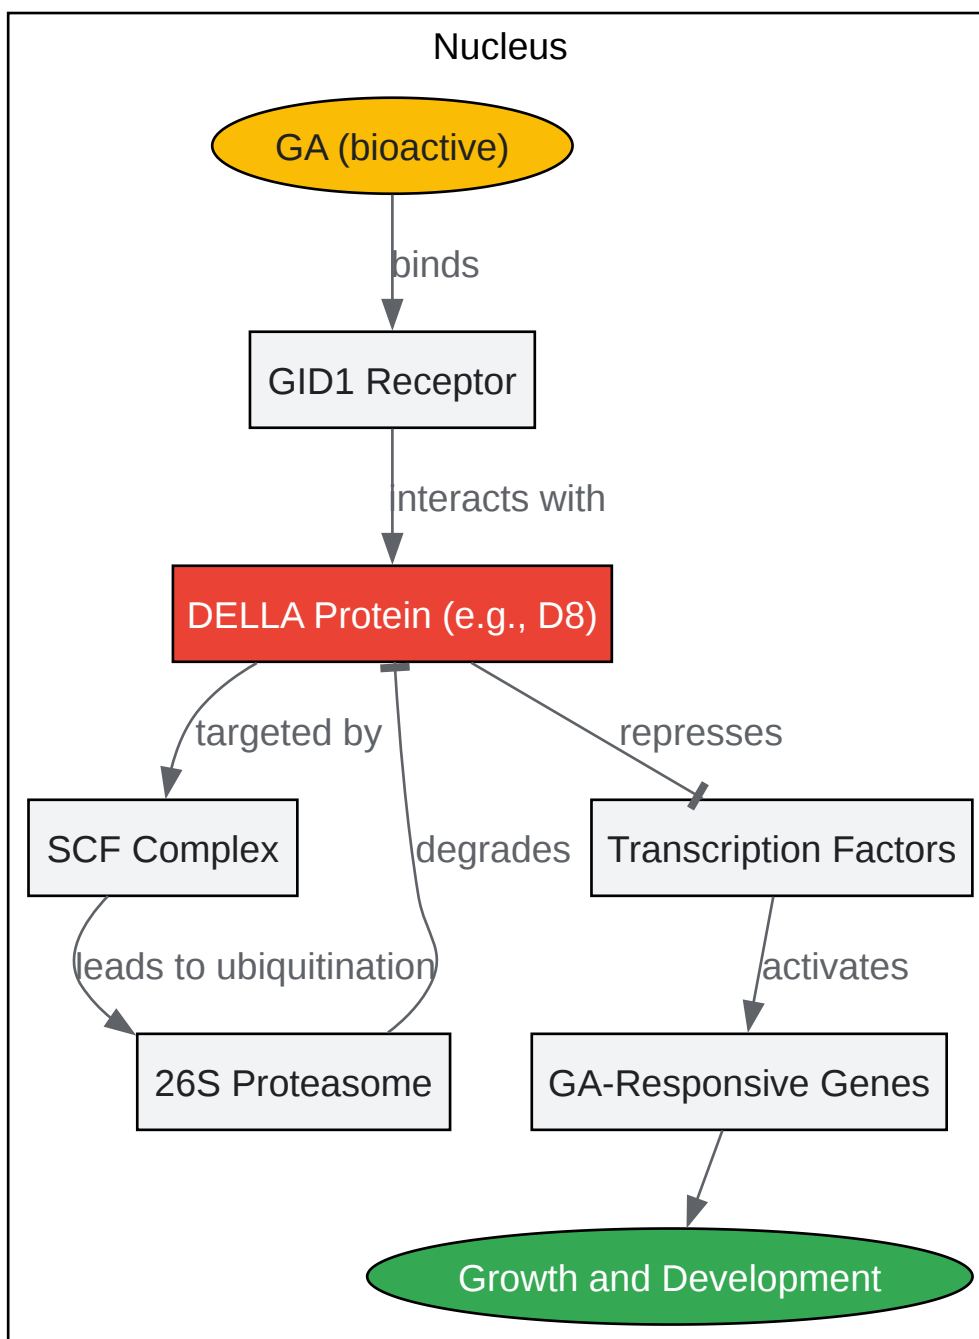 Nucleus
GA (bioactive)
binds
GID1 Receptor
interacts with
DELLA Protein (e.g., D8)
targeted by
represses
SCF Complex
degrades
Transcription Factors
leads to ubiquitination
activates
26S Proteasome
GA-Responsive Genes
Growth and Development